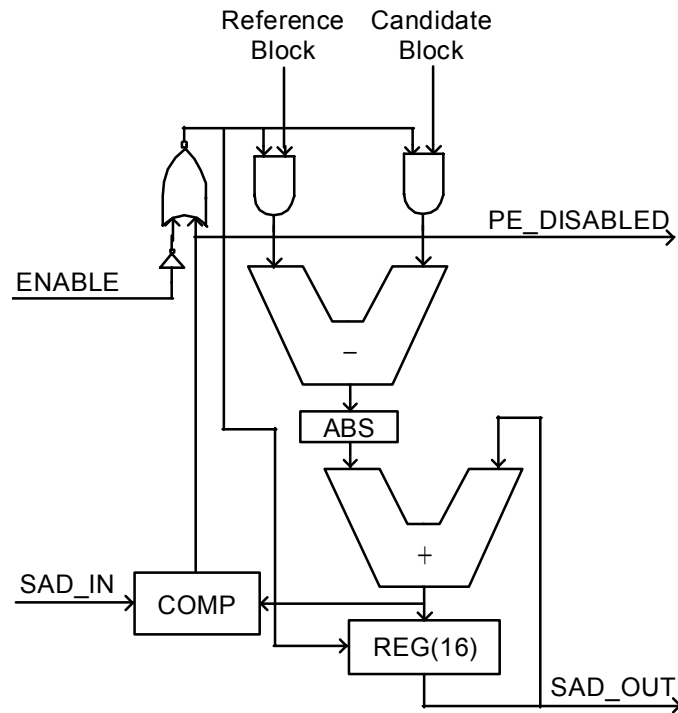 Reference
Block
Candidate
Block
PE_DISABLED
ENABLE
−
ABS
+
SAD_IN
COMP
REG(16)
SAD_OUT